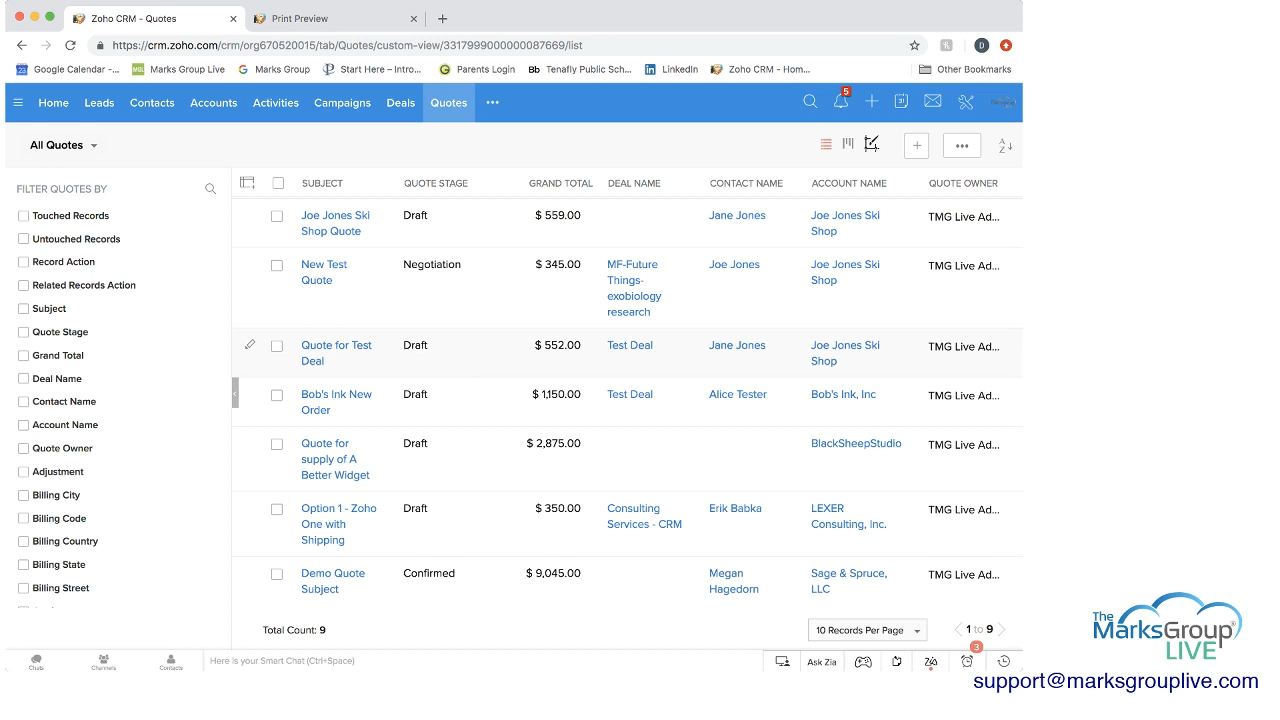 Zoho CRM - Quotes
Print Preview
https://crm.zoho.com/crm/org670520015/tab/Quotes/custom-view/3317999000000087669/list
D
23 Google Calendar -...
MGL Marks Group Live
G Marks Group
Start Here – Intro...
Parents Login
Bb Tenafly Public Sch...
in LinkedIn
Zoho CRM - Hom...
Other Bookmarks
Home Leads Contacts Accounts Activities Campaigns Deals Quotes ...
5
31
All Quotes
A
Z
FILTER QUOTES BY
Touched Records
Untouched Records
Record Action
Related Records Action
Subject
Quote Stage
Grand Total
Deal Name
Contact Name
Account Name
Quote Owner
Adjustment
Billing City
Billing Code
Billing Country
Billing State
Billing Street
SUBJECT QUOTE STAGE GRAND TOTAL DEAL NAME CONTACT NAME ACCOUNT NAME QUOTE OWNER
Joe Jones Ski Draft $ 559.00 Jane Jones Joe Jones Ski TMG Live Ad...
Shop Quote Shop
New Test Negotiation $ 345.00 MF-Future Joe Jones Joe Jones Ski TMG Live Ad...
Quote Things- Shop
exobiology
research
Quote for Test Draft $ 552.00 Test Deal Jane Jones Joe Jones Ski TMG Live Ad...
Deal Shop
Bob's Ink New Draft $ 1,150.00 Test Deal Alice Tester Bob's Ink, Inc TMG Live Ad...
Order
Quote for Draft $ 2,875.00 BlackSheepStudio TMG Live Ad...
supply of A
Better Widget
Option 1 - Zoho Draft $ 350.00 Consulting Erik Babka LEXER TMG Live Ad...
One with Services - CRM Consulting, Inc.
Shipping
Demo Quote Confirmed $ 9,045.00 Megan Sage & Spruce, TMG Live Ad...
Subject Hagedorn LLC
Total Count: 9
10 Records Per Page
1 to 9
Chats
Channels
Contacts
Here is your Smart Chat (Ctrl+Space)
Ask Zia
3
The
MarksGroup®
LIVE
support@marksgrouplive.com